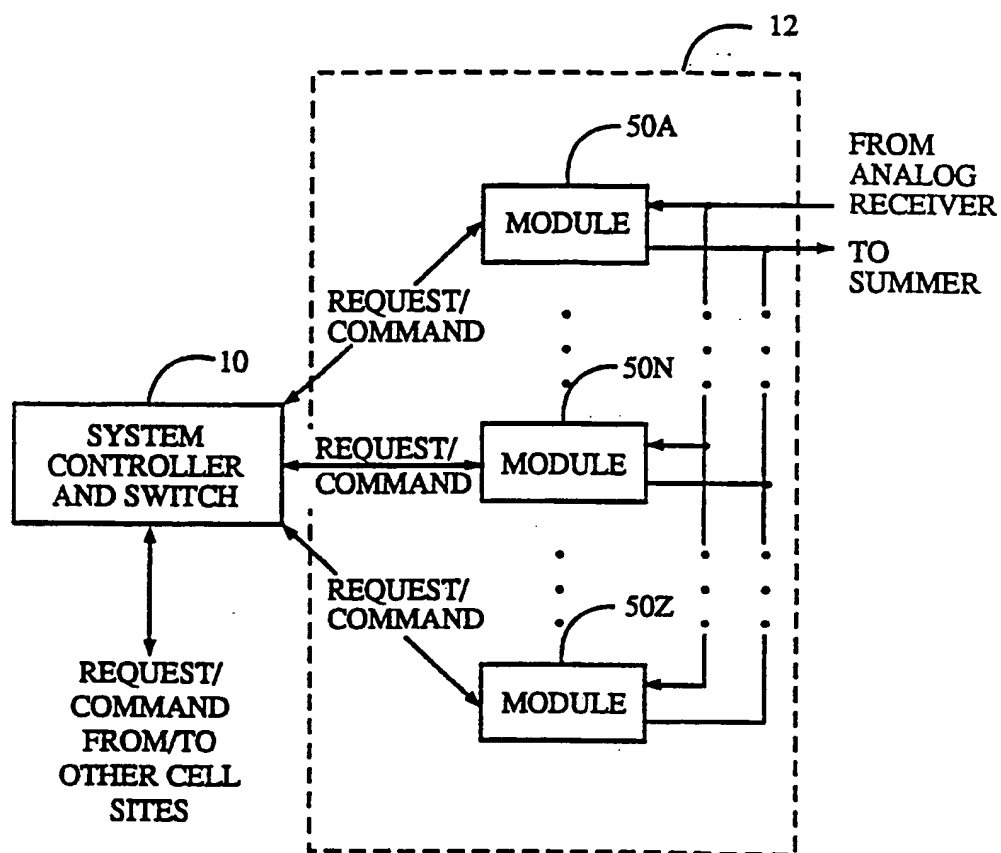 12
50A
FROM
ANALOG
RECEIVER
MODULE
TO
SUMMER
REQUEST/
COMMAND
10
50N
SYSTEM
CONTROLLER
AND SWITCH
REQUEST/
COMMAND
MODULE
REQUEST/
COMMAND
50Z
MODULE
REQUEST/
COMMAND
FROM/TO
OTHER CELL
SITES